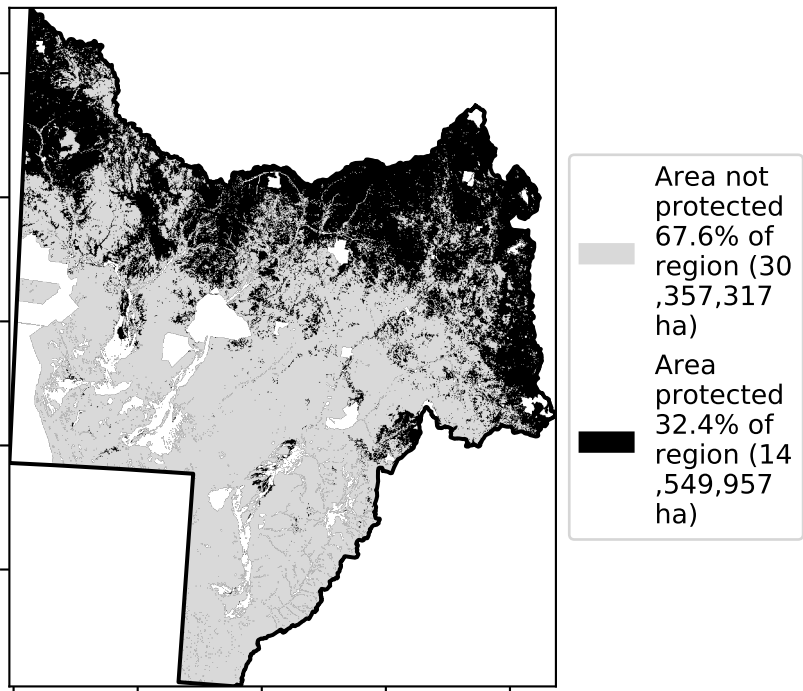 Area not
protected
67.6% of
region (30
,357,317
ha)
Area
protected
32.4% of
region (14
,549,957
ha)